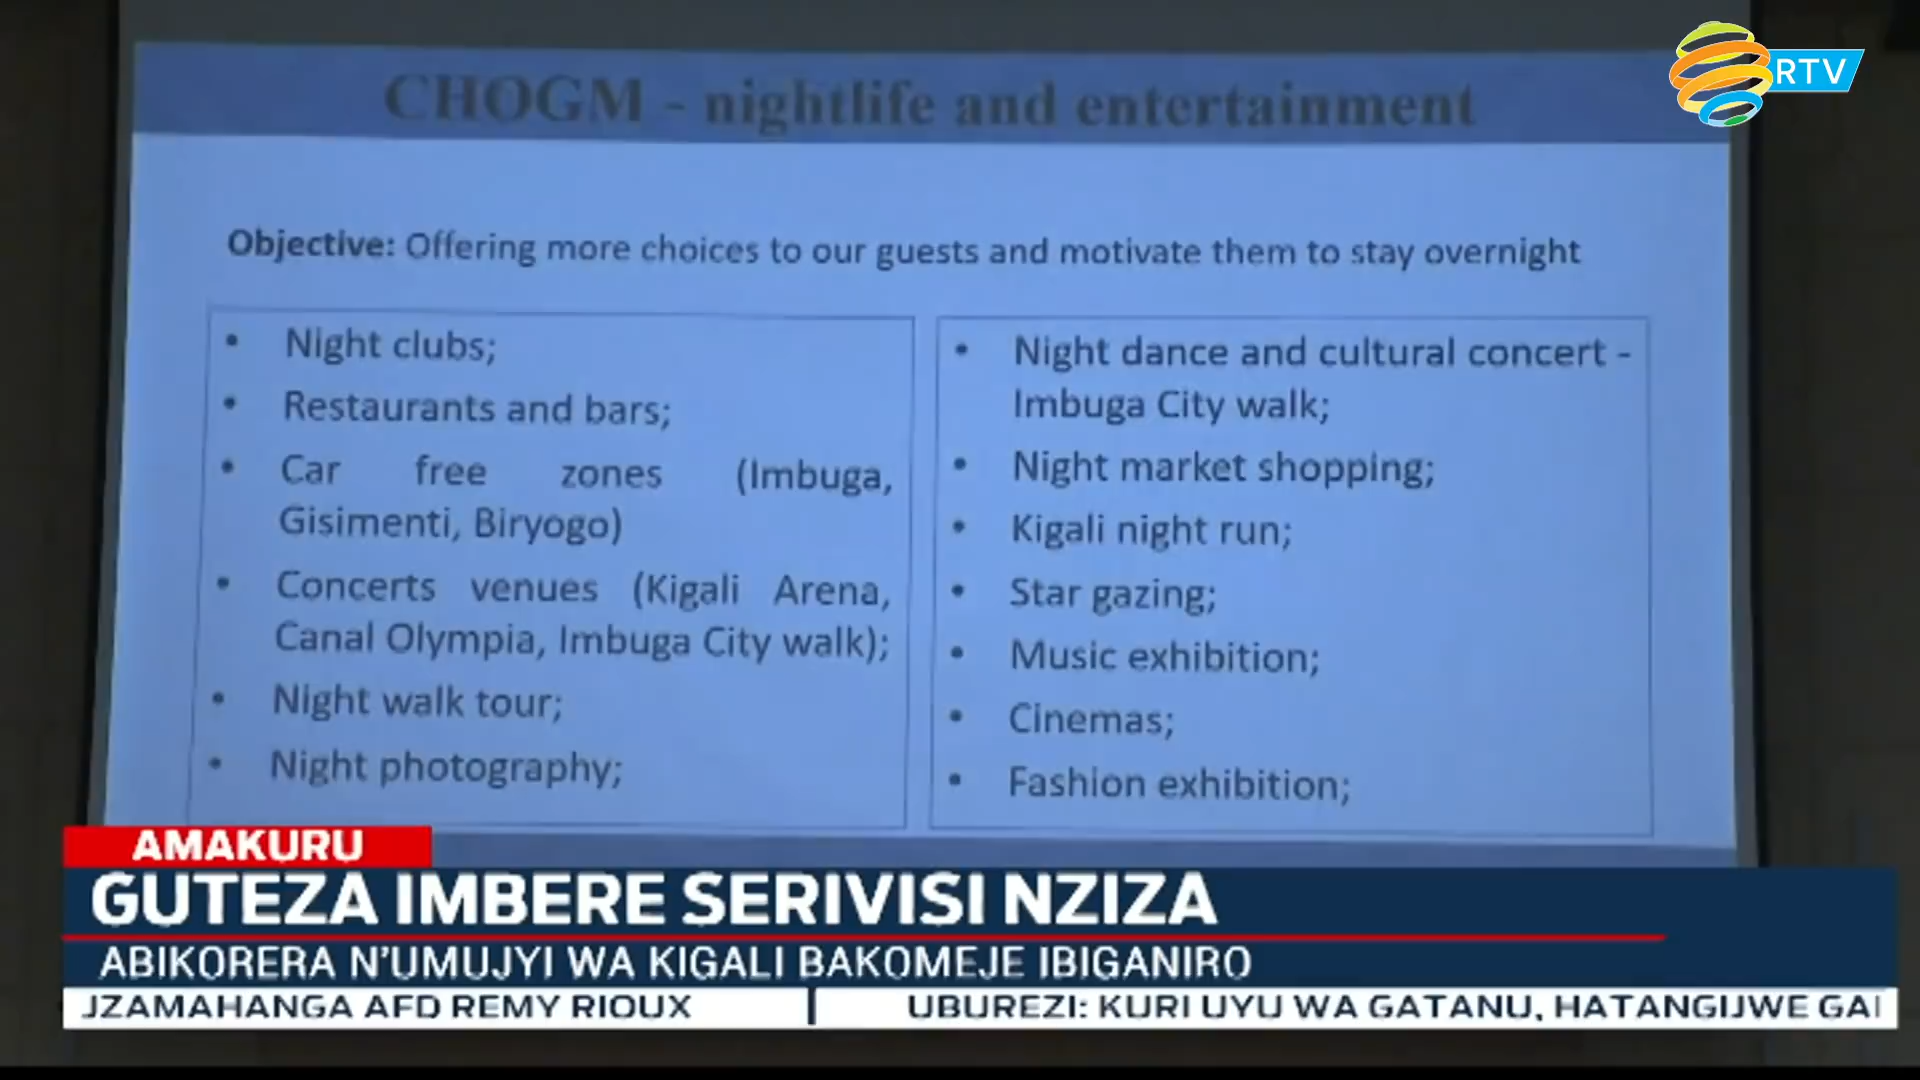 RTV
CHOGM - nightlife and entertainment
Objective: Offering more choices to our guests and motivate them to stay overnight
• Night clubs;
• Restaurants and bars;
• Car free zones (Imbuga,
Gisimenti, Biryogo)
• Concerts venues (Kigali Arena,
Canal Olympia, Imbuga City walk);
• Night walk tour;
• Night photography;
• Night dance and cultural concert -
Imbuga City walk;
• Night market shopping;
• Kigali night run;
• Star gazing;
• Music exhibition;
• Cinemas;
• Fashion exhibition;
AMAKURU
GUTEZA IMBERE SERIVISI NZIZA
ABIKORERA N'UMUJYI WA KIGALI BAKOMEJE IBIGANIRO
JZAMAHANGA AFD REMY RIOUX
UBUREZI: KURI UYU WA GATANU, HATANGIJWE GAI